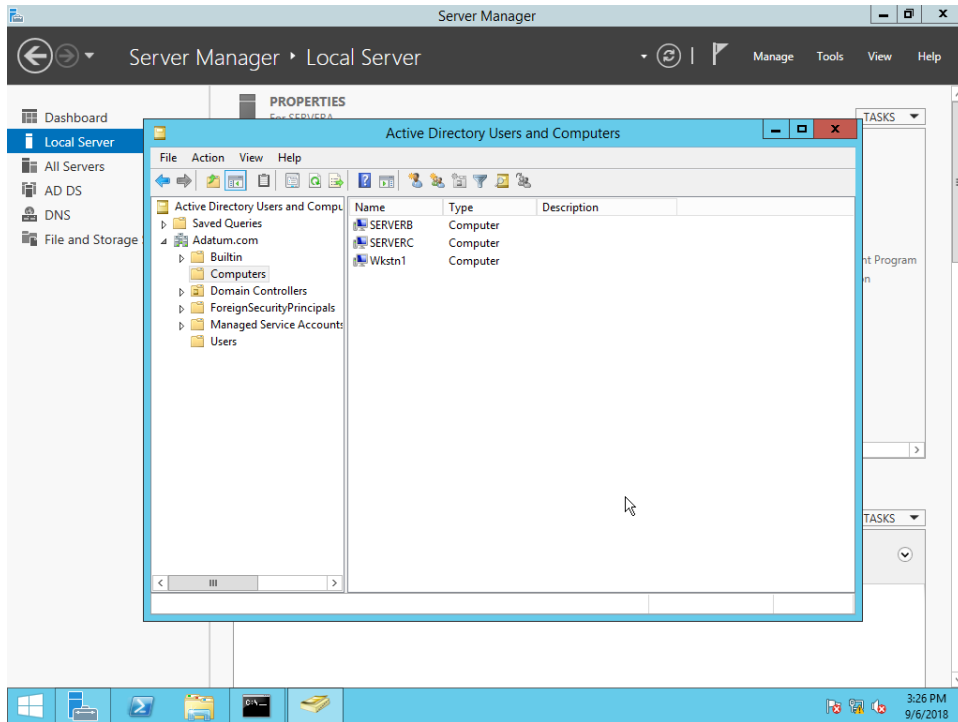 Server Manager
Server Manager ‣ Local Server
Manage Tools View Help
Dashboard
Local Server
All Servers
AD DS
DNS
File and Storage
PROPERTIES
For SERVERA
TASKS
nt Program
on
Active Directory Users and Computers
File Action View Help
Active Directory Users and Compu
Saved Queries
Adatum.com
Builtin
Computers
Domain Controllers
ForeignSecurityPrincipals
Managed Service Accounts
Users
Name Type Description
SERVERB Computer
SERVERC Computer
Wkstn1 Computer
TASKS
3:26 PM
9/6/2018